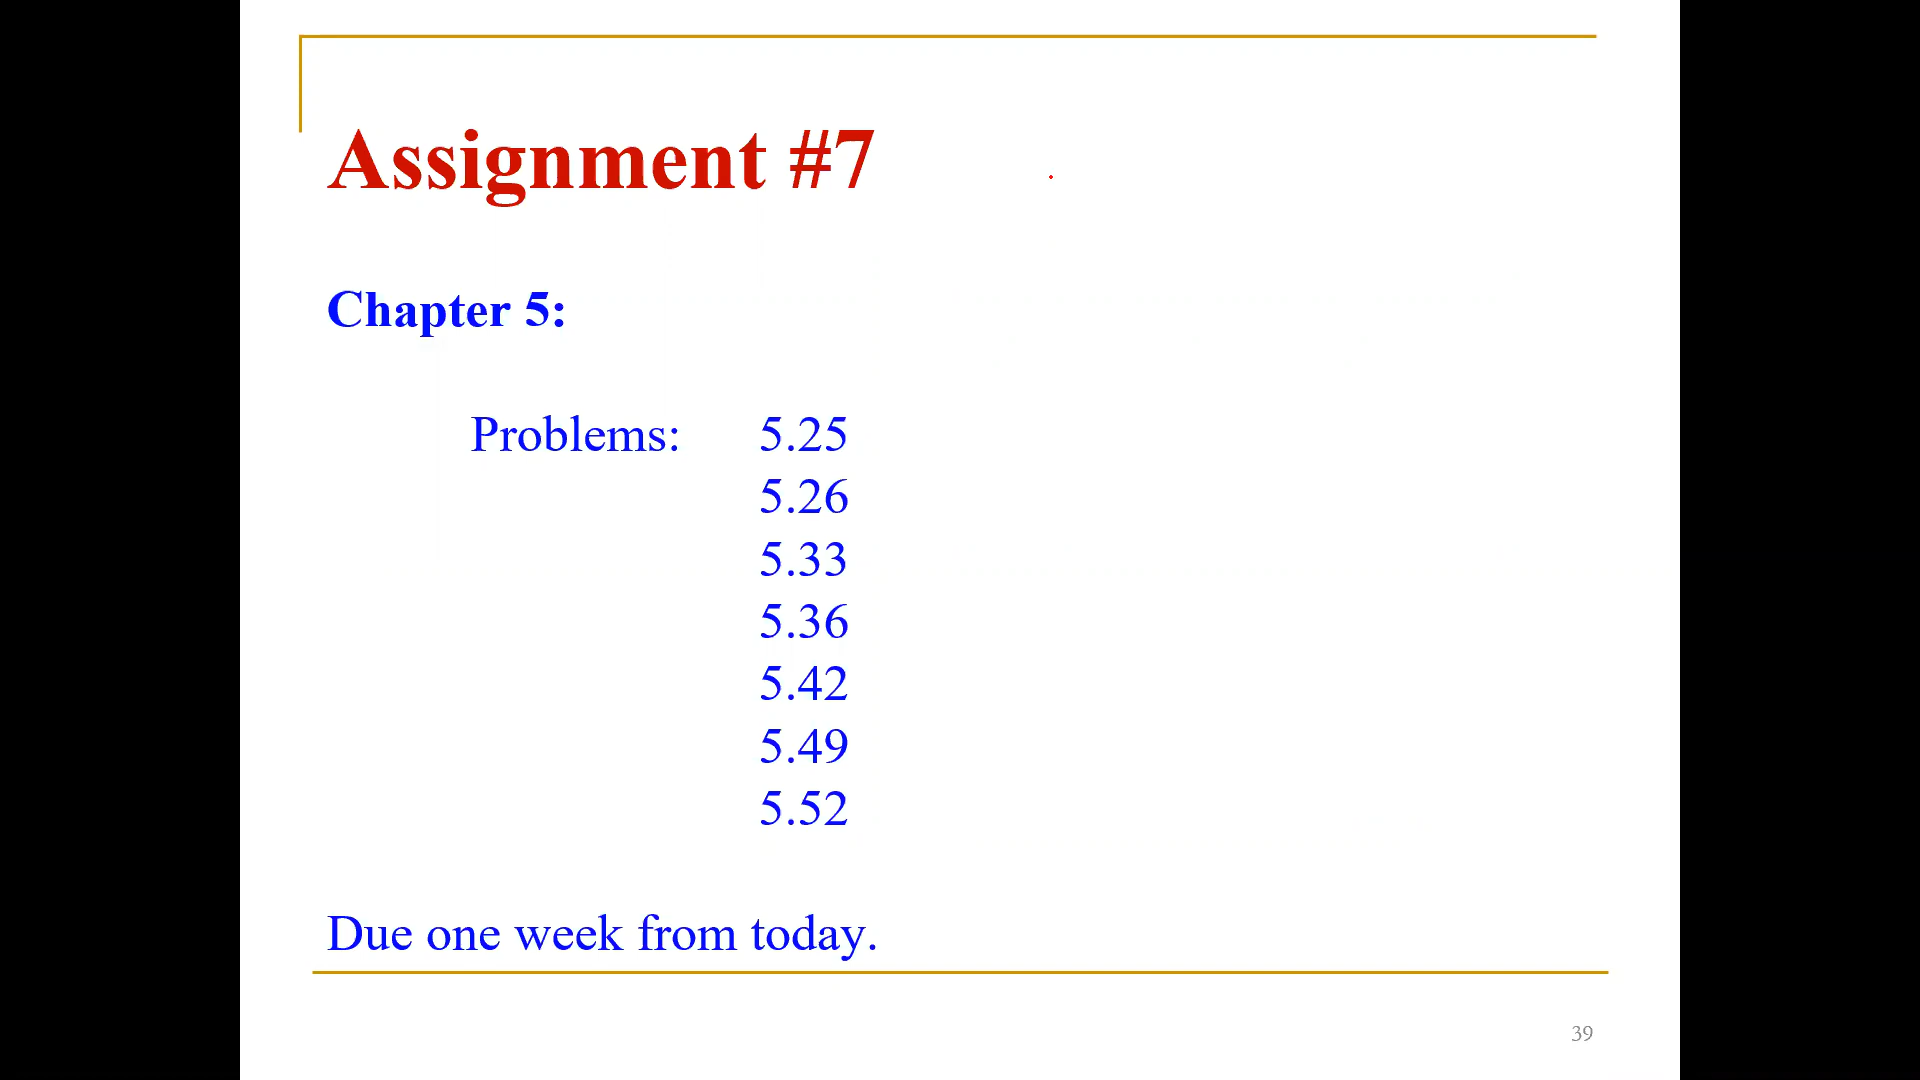 Assignment #7
Chapter 5:
Problems: 5.25
5.26
5.33
5.36
5.42
5.49
5.52
Due one week from today.
39